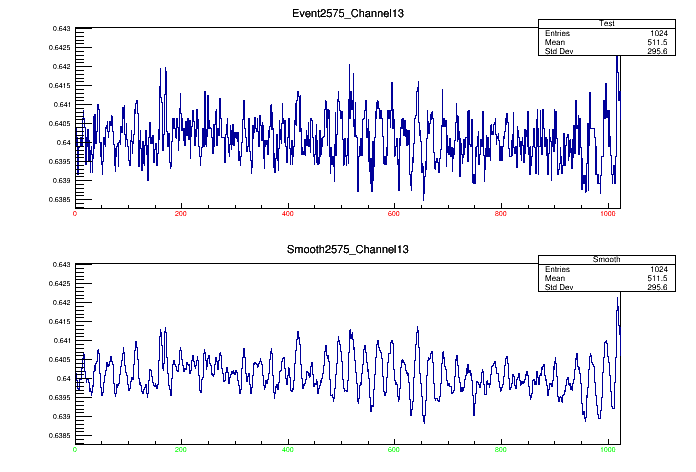 Event2575_Channel13
Test
Entries 1024
Mean 511.5
Std Dev 295.6
0.643
0.6425
0.642
0.6415
0.641
0.6405
0.64
0.6395
0.639
0.6385
0 200 400 600 800 1000
Smooth2575_Channel13
Smooth
Entries 1024
Mean 511.5
Std Dev 295.6
0.643
0.6425
0.642
0.6415
0.641
0.6405
0.64
0.6395
0.639
0.6385
0 200 400 600 800 1000